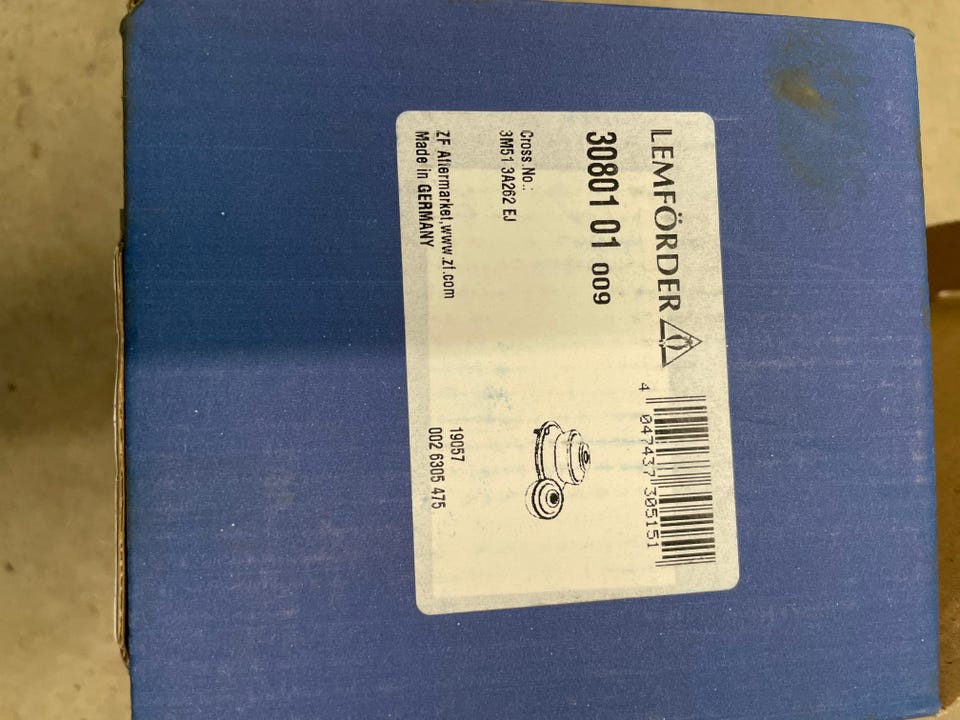 LEMFÖRDER
30801 01 009
Cross.No.:
3M51 3A262 EJ
ZF Aftermarket,www.zf.com
Made in GERMANY
4 047437 305151
19057
002 6305 475